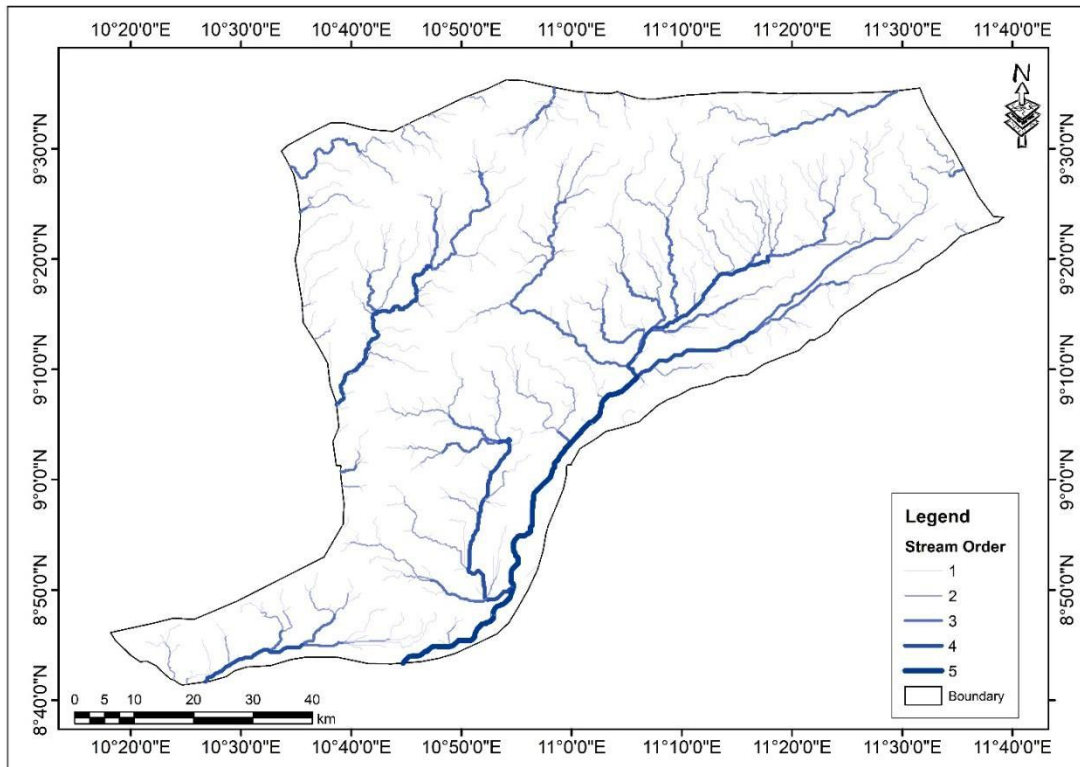 10°20'0"E 10°30'0"E 10°40'0"E 10°50'0"E 11°0'0"E 11°10'0"E 11°20'0"E 11°30'0"E 11°40'0"E
N
9°30'0"N 9°30'0"N
9°20'0"N 9°20'0"N
9°10'0"N 9°10'0"N
9°0'0"N 9°0'0"N
8°50'0"N 8°50'0"N
8°40'0"N 8°40'0"N
Legend
Stream Order
1
2
3
4
5
Boundary
0 5 10 20 30 40
km
10°20'0"E 10°30'0"E 10°40'0"E 10°50'0"E 11°0'0"E 11°10'0"E 11°20'0"E 11°30'0"E 11°40'0"E